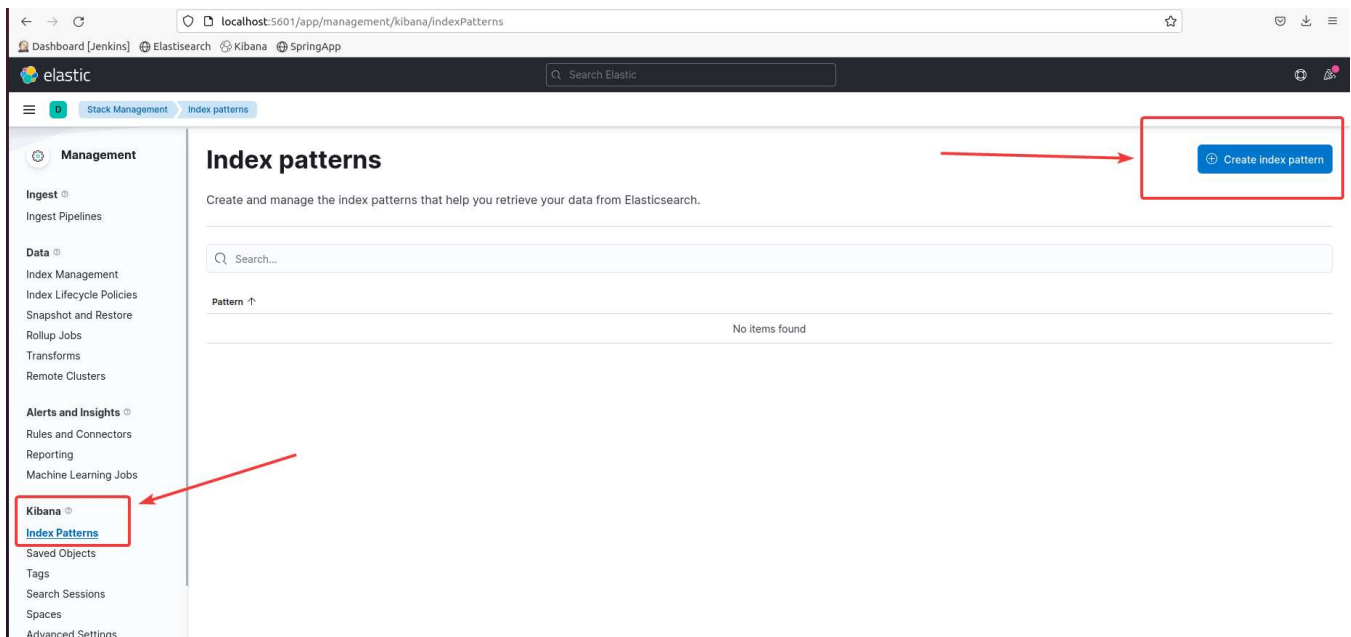 localhost:5601/app/management/kibana/indexPatterns
Dashboard [Jenkins] Elastisearch Kibana SpringApp
elastic
Search Elastic
D Stack Management Index patterns
Management
Ingest
Ingest Pipelines
Data
Index Management
Index Lifecycle Policies
Snapshot and Restore
Rollup Jobs
Transforms
Remote Clusters
Alerts and Insights
Rules and Connectors
Reporting
Machine Learning Jobs
Kibana
Index Patterns
Saved Objects
Tags
Search Sessions
Spaces
Advanced Settings
Index patterns
Create index pattern
Create and manage the index patterns that help you retrieve your data from Elasticsearch.
Search...
Pattern
No items found